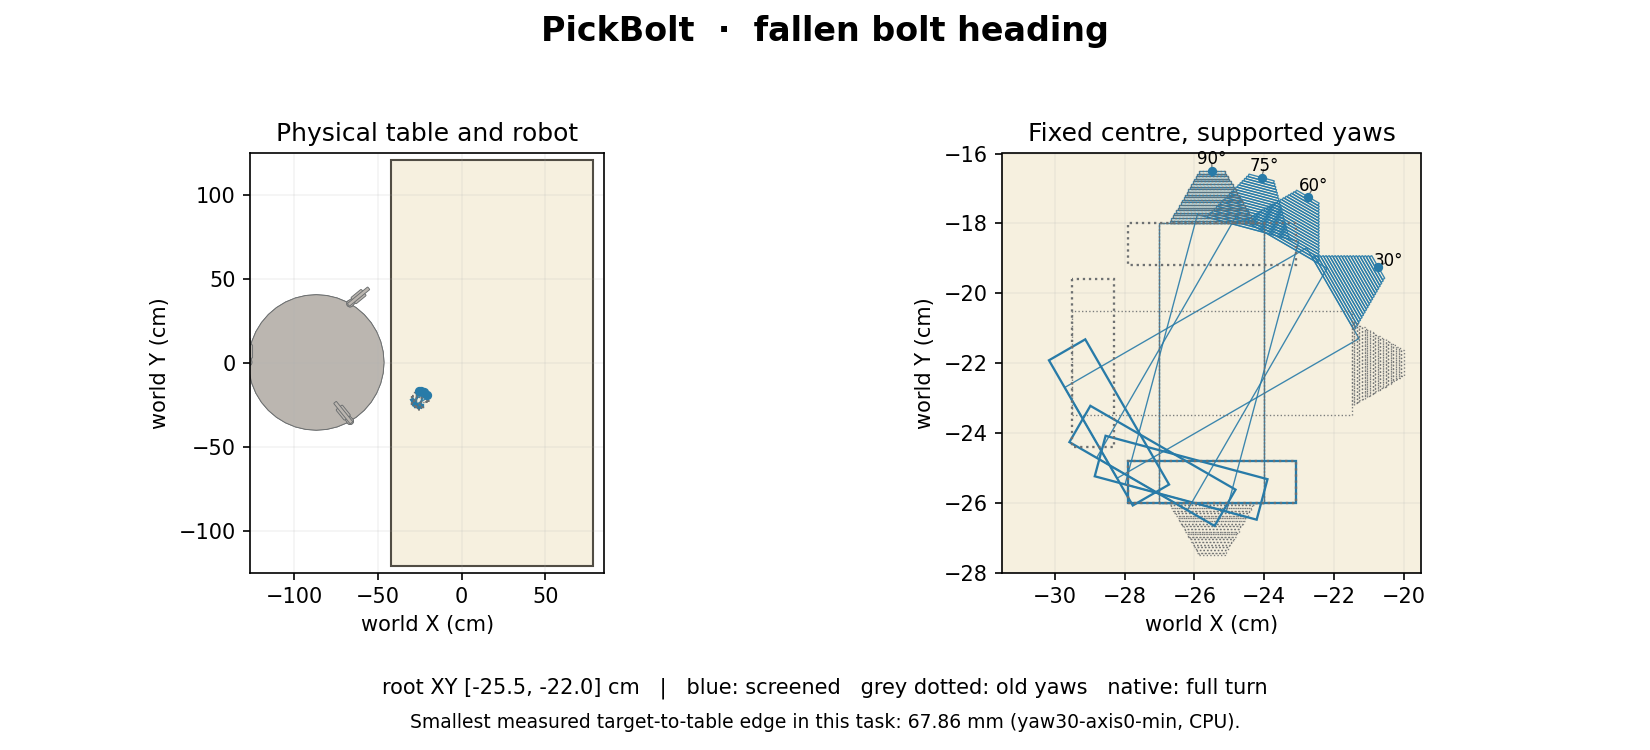 PickBolt · fallen bolt heading
Physical table and robot
Fixed centre, supported yaws
world Y (cm)
100
50
0
−50
−100
−100
−50
0
50
world X (cm)
world Y (cm)
−16
−18
−20
−22
−24
−26
−28
−30
−28
−26
−24
−22
−20
world X (cm)
90°
75°
60°
30°
root XY [-25.5, -22.0] cm | blue: screened grey dotted: old yaws native: full turn
Smallest measured target-to-table edge in this task: 67.86 mm (yaw30-axis0-min, CPU).